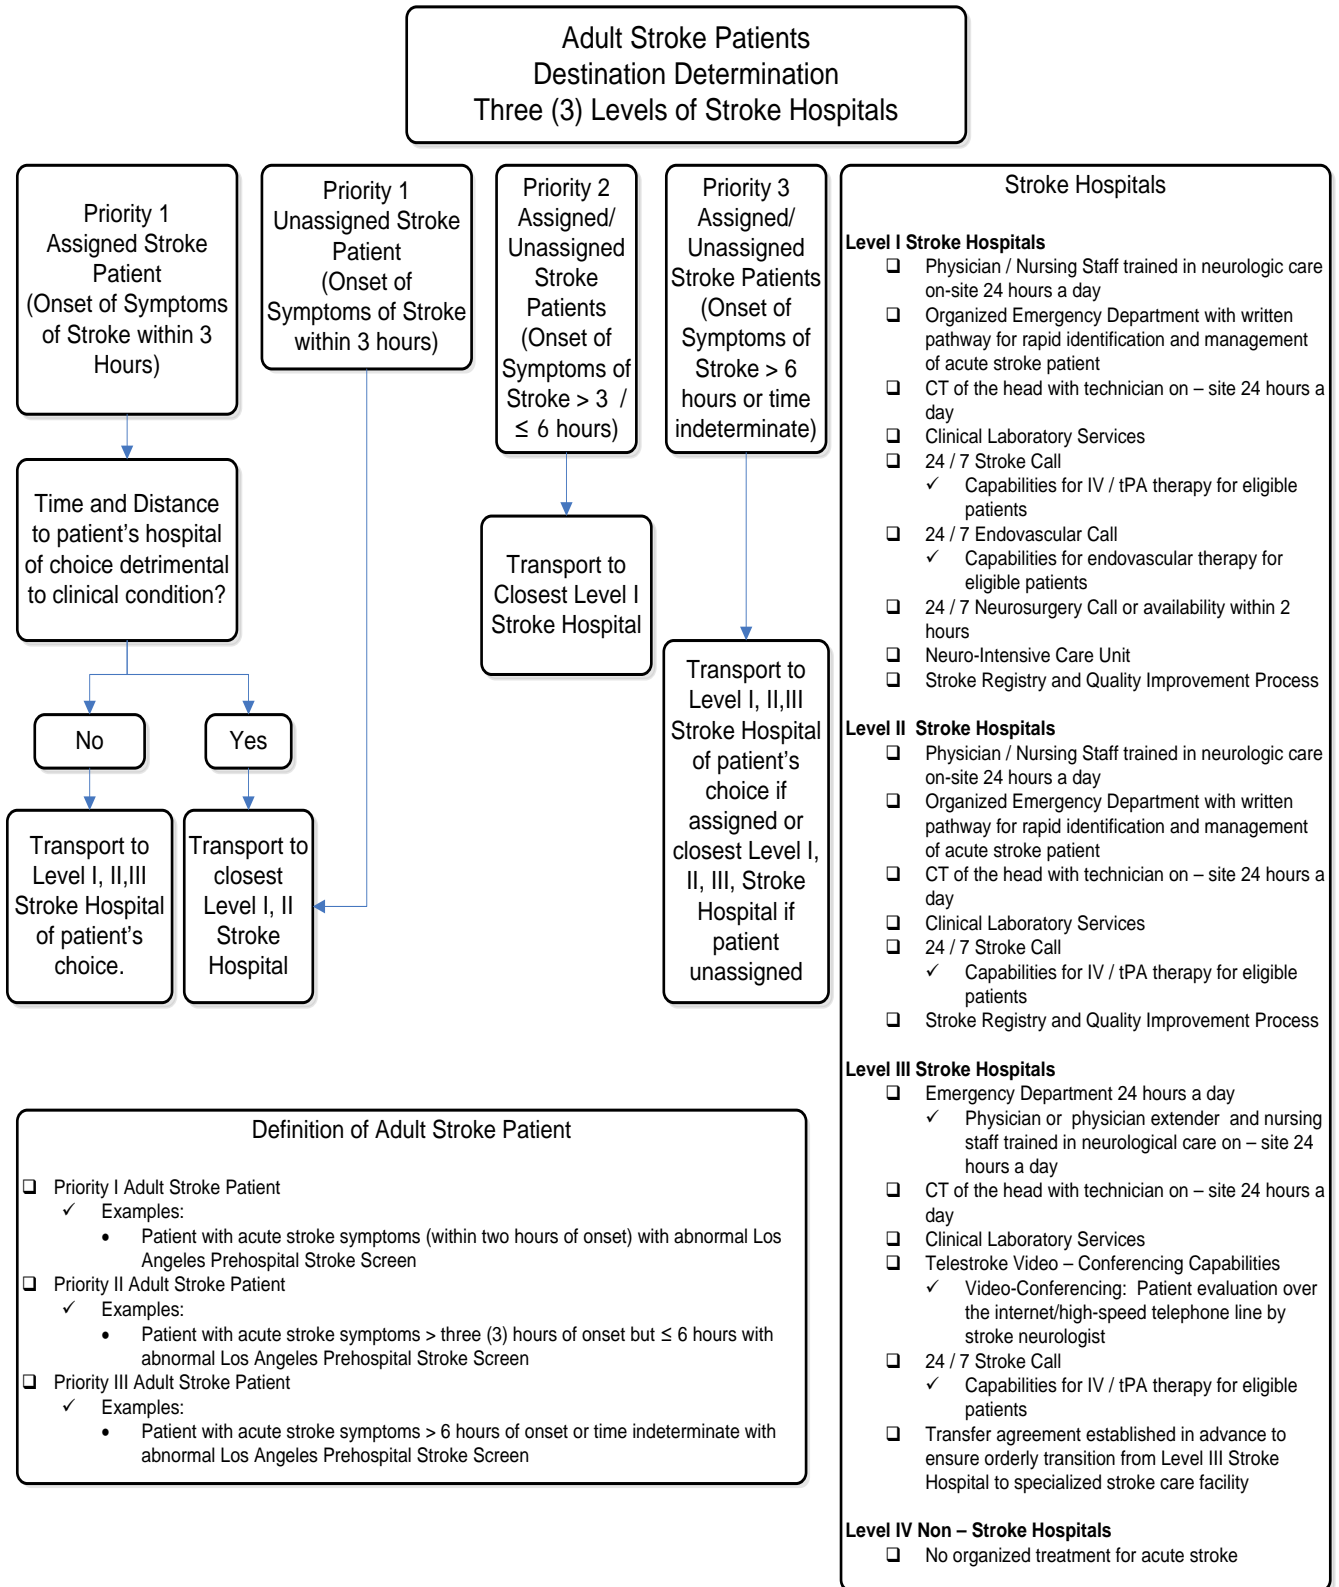 Adult Stroke Patients
Destination Determination
Three (3) Levels of Stroke Hospitals
Priority 1
Assigned Stroke
Patient
(Onset of Symptoms
of Stroke within 3
Hours)
Priority 1
Unassigned Stroke
Patient
(Onset of
Symptoms of Stroke
within 3 hours)
Priority 2
Assigned/
Unassigned
Stroke
Patients
(Onset of
Symptoms of
Stroke > 3 /
≤ 6 hours)
Priority 3
Assigned/
Unassigned
Stroke Patients
(Onset of
Symptoms of
Stroke > 6
hours or time
indeterminate)
Time and Distance
to patient's hospital
of choice detrimental
to clinical condition?
No
Yes
Transport to
Level I, II,III
Stroke Hospital
of patient's
choice.
Transport to
closest
Level I, II
Stroke
Hospital
Transport to
Closest Level I
Stroke Hospital
Transport to
Level I, II,III
Stroke Hospital
of patient's
choice if
assigned or
closest Level I,
II, III, Stroke
Hospital if
patient
unassigned
Stroke Hospitals
Level I Stroke Hospitals
❑ Physician / Nursing Staff trained in neurologic care
on-site 24 hours a day
❑ Organized Emergency Department with written
pathway for rapid identification and management
of acute stroke patient
❑ CT of the head with technician on – site 24 hours a
day
❑ Clinical Laboratory Services
❑ 24 / 7 Stroke Call
✓ Capabilities for IV / tPA therapy for eligible
patients
❑ 24 / 7 Endovascular Call
✓ Capabilities for endovascular therapy for
eligible patients
❑ 24 / 7 Neurosurgery Call or availability within 2
hours
❑ Neuro-Intensive Care Unit
❑ Stroke Registry and Quality Improvement Process
Level II Stroke Hospitals
❑ Physician / Nursing Staff trained in neurologic care
on-site 24 hours a day
❑ Organized Emergency Department with written
pathway for rapid identification and management
of acute stroke patient
❑ CT of the head with technician on – site 24 hours a
day
❑ Clinical Laboratory Services
❑ 24 / 7 Stroke Call
✓ Capabilities for IV / tPA therapy for eligible
patients
❑ Stroke Registry and Quality Improvement Process
Level III Stroke Hospitals
❑ Emergency Department 24 hours a day
✓ Physician or physician extender and nursing
staff trained in neurological care on – site 24
hours a day
❑ CT of the head with technician on – site 24 hours a
day
❑ Clinical Laboratory Services
❑ Telestroke Video – Conferencing Capabilities
✓ Video-Conferencing: Patient evaluation over
the internet/high-speed telephone line by
stroke neurologist
❑ 24 / 7 Stroke Call
✓ Capabilities for IV / tPA therapy for eligible
patients
❑ Transfer agreement established in advance to
ensure orderly transition from Level III Stroke
Hospital to specialized stroke care facility
Level IV Non – Stroke Hospitals
❑ No organized treatment for acute stroke
Definition of Adult Stroke Patient
❑ Priority I Adult Stroke Patient
✓ Examples:
• Patient with acute stroke symptoms (within two hours of onset) with abnormal Los
Angeles Prehospital Stroke Screen
❑ Priority II Adult Stroke Patient
✓ Examples:
• Patient with acute stroke symptoms > three (3) hours of onset but ≤ 6 hours with
abnormal Los Angeles Prehospital Stroke Screen
❑ Priority III Adult Stroke Patient
✓ Examples:
• Patient with acute stroke symptoms > 6 hours of onset or time indeterminate with
abnormal Los Angeles Prehospital Stroke Screen